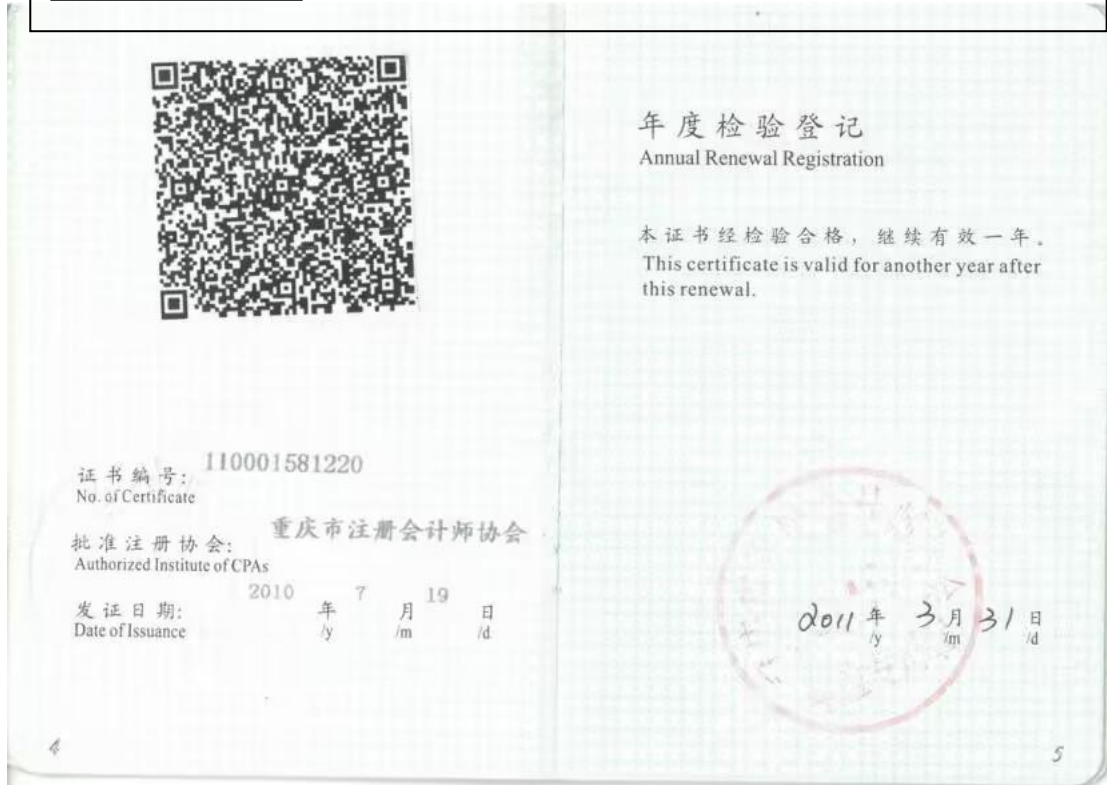 证书编号: 110001581220
No. of Certificate
批准注册协会: 重庆市注册会计师协会
Authorized Institute of CPAs
发证日期: 2010 年 7 月 19 日
Date of Issuance /y /m /d
4
年度检验登记
Annual Renewal Registration
本证书经检验合格，继续有效一年。
This certificate is valid for another year after
this renewal.
2011 年 3 月 31 日
/y /m /d
5